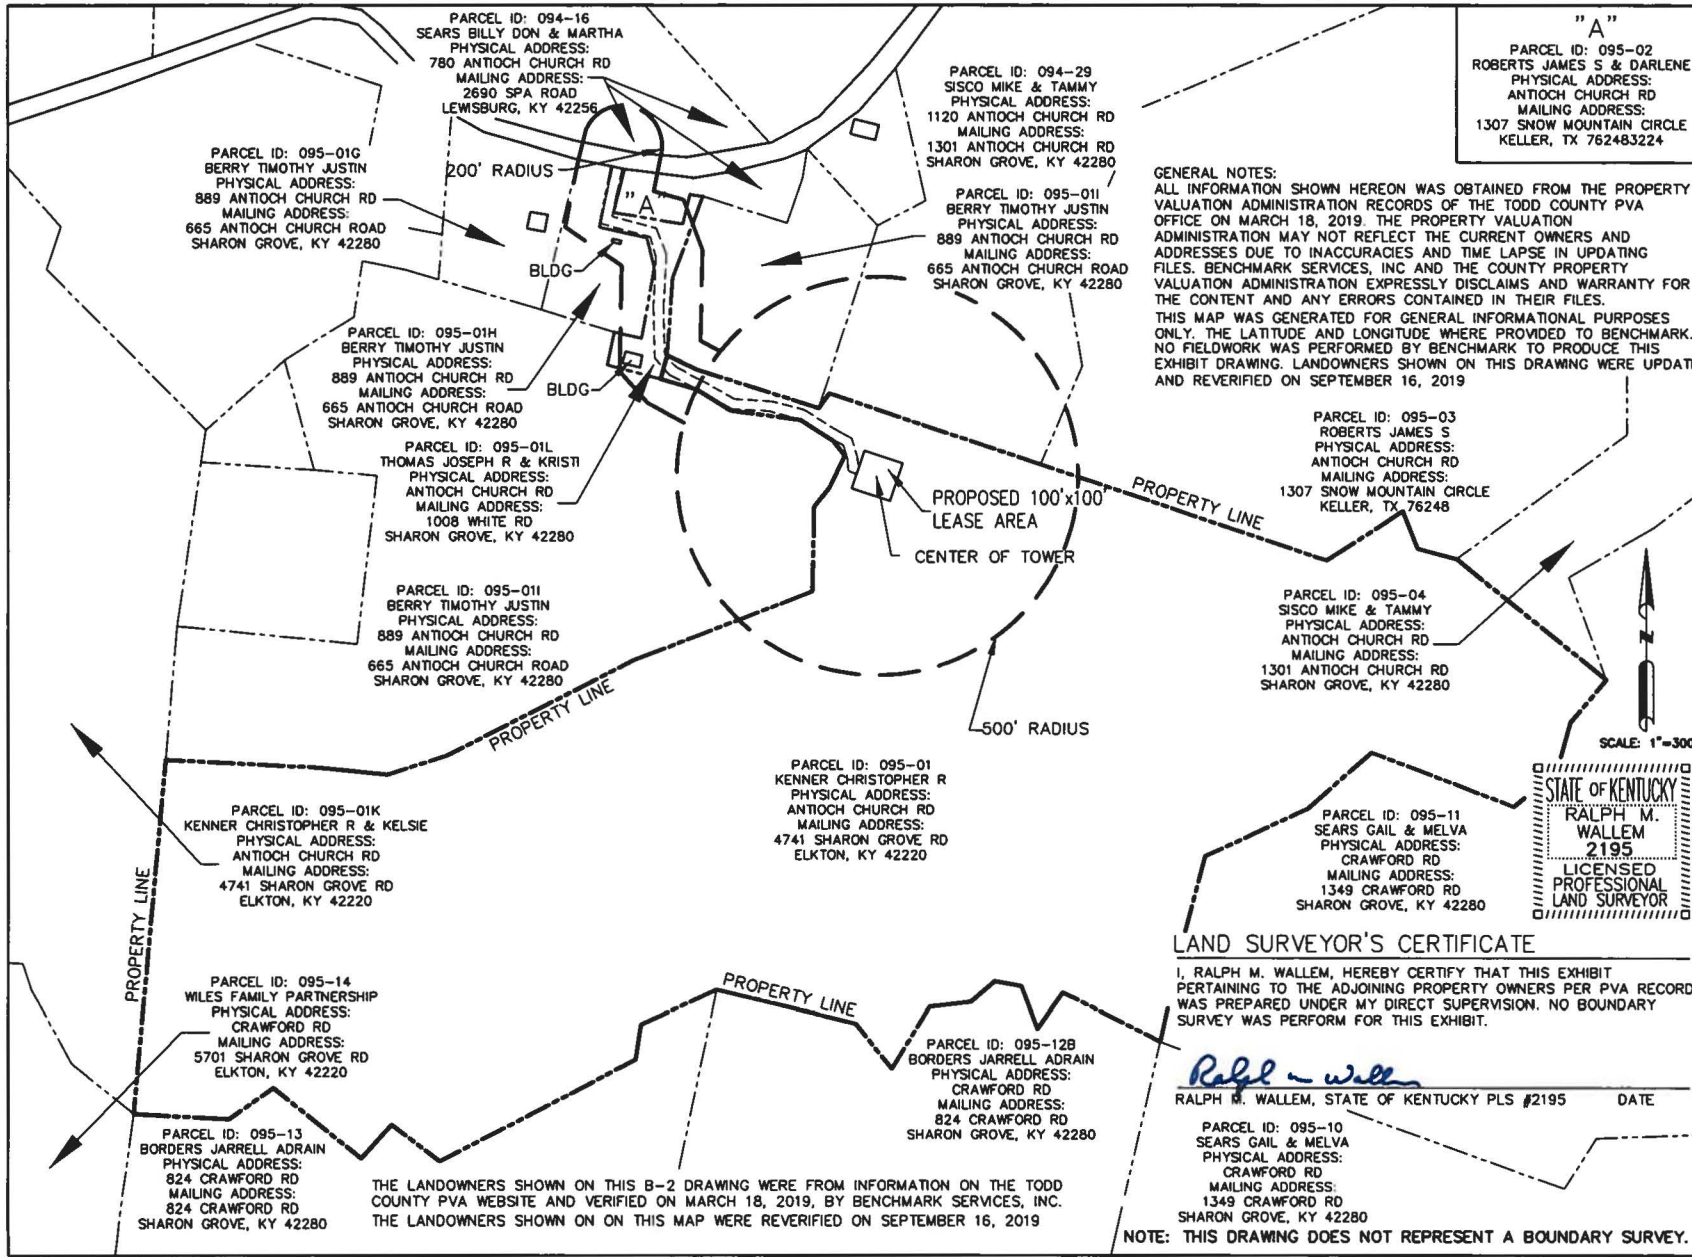 PARCEL ID: 094-16
SEARS BILLY DON & MARTHA
PHYSICAL ADDRESS:
780 ANTIOCH CHURCH RD
MAILING ADDRESS:
2690 SPA ROAD
LEWISBURG, KY 42256
PARCEL ID: 094-29
SISCO MIKE & TAMMY
PHYSICAL ADDRESS:
1120 ANTIOCH CHURCH RD
MAILING ADDRESS:
1301 ANTIOCH CHURCH RD
SHARON GROVE, KY 42280
"A"
PARCEL ID: 095-02
ROBERTS JAMES S & DARLENE
PHYSICAL ADDRESS:
ANTIOCH CHURCH RD
MAILING ADDRESS:
1307 SNOW MOUNTAIN CIRCLE
KELLER, TX 762483224
PARCEL ID: 095-01G
BERRY TIMOTHY JUSTIN
PHYSICAL ADDRESS:
889 ANTIOCH CHURCH RD
MAILING ADDRESS:
665 ANTIOCH CHURCH ROAD
SHARON GROVE, KY 42280
200' RADIUS
"A"
BLDG
PARCEL ID: 095-01I
BERRY TIMOTHY JUSTIN
PHYSICAL ADDRESS:
889 ANTIOCH CHURCH RD
MAILING ADDRESS:
665 ANTIOCH CHURCH ROAD
SHARON GROVE, KY 42280
GENERAL NOTES:
ALL INFORMATION SHOWN HEREON WAS OBTAINED FROM THE PROPERTY
VALUATION ADMINISTRATION RECORDS OF THE TODD COUNTY PVA
OFFICE ON MARCH 18, 2019. THE PROPERTY VALUATION
ADMINISTRATION MAY NOT REFLECT THE CURRENT OWNERS AND
ADDRESSES DUE TO INACCURACIES AND TIME LAPSE IN UPDATING
FILES. BENCHMARK SERVICES, INC AND THE COUNTY PROPERTY
VALUATION ADMINISTRATION EXPRESSLY DISCLAIMS AND WARRANTY FOR
THE CONTENT AND ANY ERRORS CONTAINED IN THEIR FILES.
THIS MAP WAS GENERATED FOR GENERAL INFORMATIONAL PURPOSES
ONLY. THE LATITUDE AND LONGITUDE WHERE PROVIDED TO BENCHMARK.
NO FIELDWORK WAS PERFORMED BY BENCHMARK TO PRODUCE THIS
EXHIBIT DRAWING. LANDOWNERS SHOWN ON THIS DRAWING WERE UPDAT
AND REVERIFIED ON SEPTEMBER 16, 2019
PARCEL ID: 095-01H
BERRY TIMOTHY JUSTIN
PHYSICAL ADDRESS:
889 ANTIOCH CHURCH RD
MAILING ADDRESS:
665 ANTIOCH CHURCH ROAD
SHARON GROVE, KY 42280
BLDG
PARCEL ID: 095-01L
THOMAS JOSEPH R & KRISTI
PHYSICAL ADDRESS:
ANTIOCH CHURCH RD
MAILING ADDRESS:
1008 WHITE RD
SHARON GROVE, KY 42280
PROPOSED 100'x100'
LEASE AREA
CENTER OF TOWER
PROPERTY LINE
PARCEL ID: 095-03
ROBERTS JAMES S
PHYSICAL ADDRESS:
ANTIOCH CHURCH RD
MAILING ADDRESS:
1307 SNOW MOUNTAIN CIRCLE
KELLER, TX 76248
PARCEL ID: 095-01I
BERRY TIMOTHY JUSTIN
PHYSICAL ADDRESS:
889 ANTIOCH CHURCH RD
MAILING ADDRESS:
665 ANTIOCH CHURCH ROAD
SHARON GROVE, KY 42280
PROPERTY LINE
500' RADIUS
PARCEL ID: 095-04
SISCO MIKE & TAMMY
PHYSICAL ADDRESS:
ANTIOCH CHURCH RD
MAILING ADDRESS:
1301 ANTIOCH CHURCH RD
SHARON GROVE, KY 42280
N
SCALE: 1"=300
PARCEL ID: 095-01
KENNER CHRISTOPHER R
PHYSICAL ADDRESS:
ANTIOCH CHURCH RD
MAILING ADDRESS:
4741 SHARON GROVE RD
ELKTON, KY 42220
PARCEL ID: 095-01K
KENNER CHRISTOPHER R & KELSIE
PHYSICAL ADDRESS:
ANTIOCH CHURCH RD
MAILING ADDRESS:
4741 SHARON GROVE RD
ELKTON, KY 42220
PROPERTY LINE
PARCEL ID: 095-11
SEARS GAIL & MELVA
PHYSICAL ADDRESS:
CRAWFORD RD
MAILING ADDRESS:
1349 CRAWFORD RD
SHARON GROVE, KY 42280
STATE OF KENTUCKY
RALPH M.
WALLEM
2195
LICENSED
PROFESSIONAL
LAND SURVEYOR
LAND SURVEYOR'S CERTIFICATE
I, RALPH M. WALLEM, HEREBY CERTIFY THAT THIS EXHIBIT
PERTAINING TO THE ADJOINING PROPERTY OWNERS PER PVA RECORD
WAS PREPARED UNDER MY DIRECT SUPERVISION. NO BOUNDARY
SURVEY WAS PERFORM FOR THIS EXHIBIT.
Ralph m Wallem
RALPH M. WALLEM, STATE OF KENTUCKY PLS #2195 DATE
PARCEL ID: 095-14
WILES FAMILY PARTNERSHIP
PHYSICAL ADDRESS:
CRAWFORD RD
MAILING ADDRESS:
5701 SHARON GROVE RD
ELKTON, KY 42220
PROPERTY LINE
PARCEL ID: 095-12B
BORDERS JARRELL ADRAIN
PHYSICAL ADDRESS:
CRAWFORD RD
MAILING ADDRESS:
824 CRAWFORD RD
SHARON GROVE, KY 42280
PARCEL ID: 095-13
BORDERS JARRELL ADRAIN
PHYSICAL ADDRESS:
824 CRAWFORD RD
MAILING ADDRESS:
824 CRAWFORD RD
SHARON GROVE, KY 42280
PARCEL ID: 095-10
SEARS GAIL & MELVA
PHYSICAL ADDRESS:
CRAWFORD RD
MAILING ADDRESS:
1349 CRAWFORD RD
SHARON GROVE, KY 42280
THE LANDOWNERS SHOWN ON THIS B-2 DRAWING WERE FROM INFORMATION ON THE TODD
COUNTY PVA WEBSITE AND VERIFIED ON MARCH 18, 2019, BY BENCHMARK SERVICES, INC.
THE LANDOWNERS SHOWN ON ON THIS MAP WERE REVERIFIED ON SEPTEMBER 16, 2019
NOTE: THIS DRAWING DOES NOT REPRESENT A BOUNDARY SURVEY.